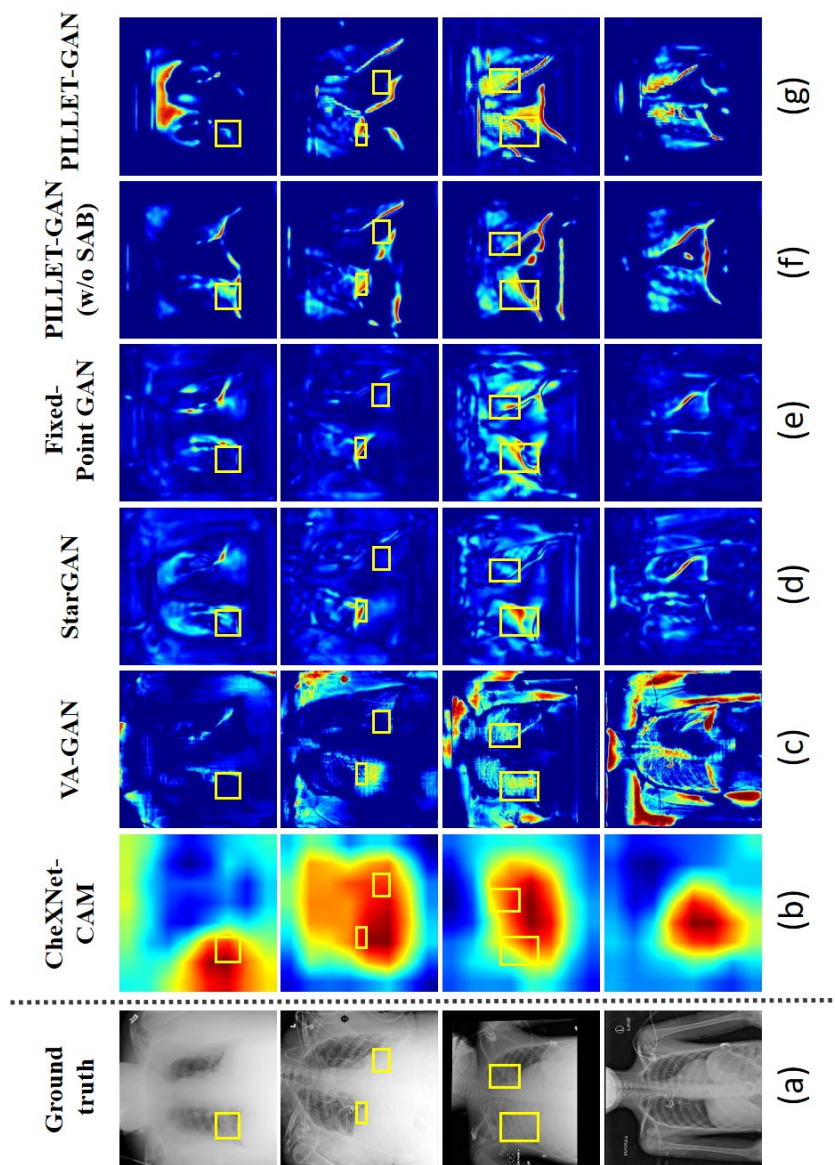 Ground
truth
CheXNet-
CAM
VA-GAN
StarGAN
Fixed-
Point GAN
PILLET-GAN
(w/o SAB)
PILLET-GAN
(a)
(b)
(c)
(d)
(e)
(f)
(g)